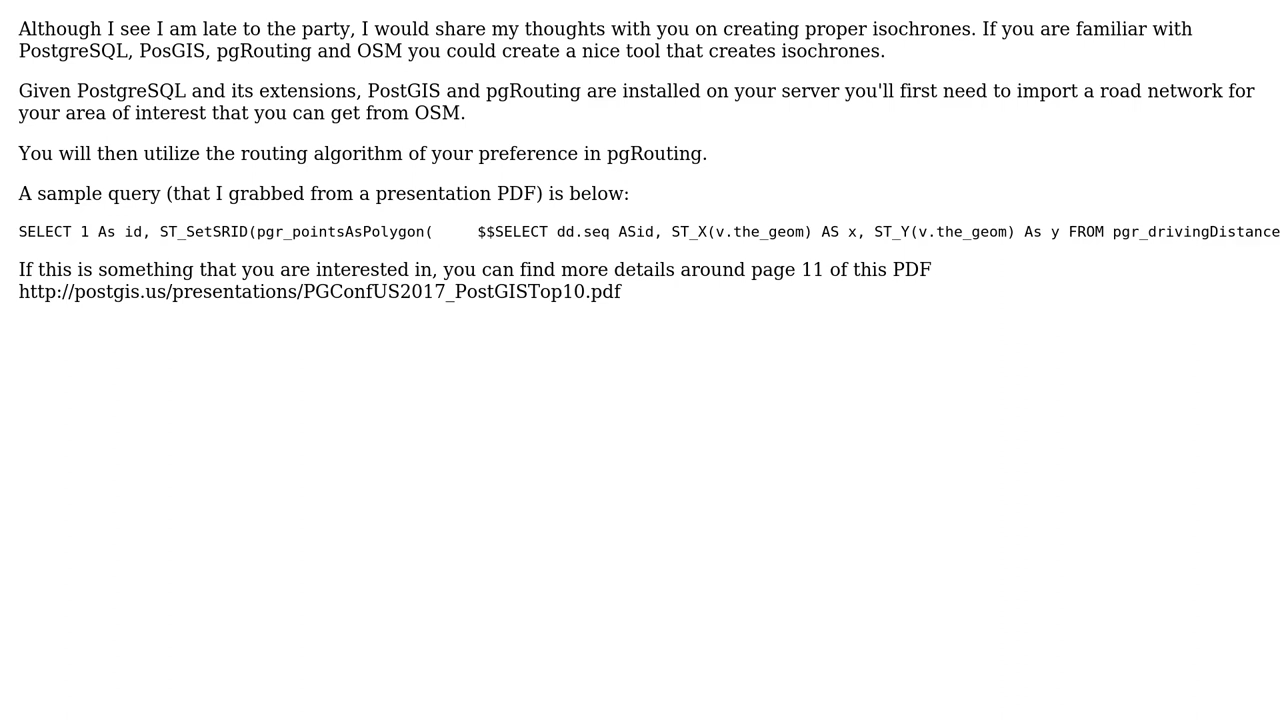 Although I see I am late to the party, I would share my thoughts with you on creating proper isochrones. If you are familiar with
PostgreSQL, PosGIS, pgRouting and OSM you could create a nice tool that creates isochrones.
Given PostgreSQL and its extensions, PostGIS and pgRouting are installed on your server you'll first need to import a road network for
your area of interest that you can get from OSM.
You will then utilize the routing algorithm of your preference in pgRouting.
A sample query (that I grabbed from a presentation PDF) is below:
SELECT 1 As id, ST_SetSRID(pgr_pointsAsPolygon(     $$SELECT dd.seq ASid, ST_X(v.the_geom) AS x, ST_Y(v.the_geom) As y FROM pgr_drivingDistance
If this is something that you are interested in, you can find more details around page 11 of this PDF
http://postgis.us/presentations/PGConfUS2017_PostGISTop10.pdf